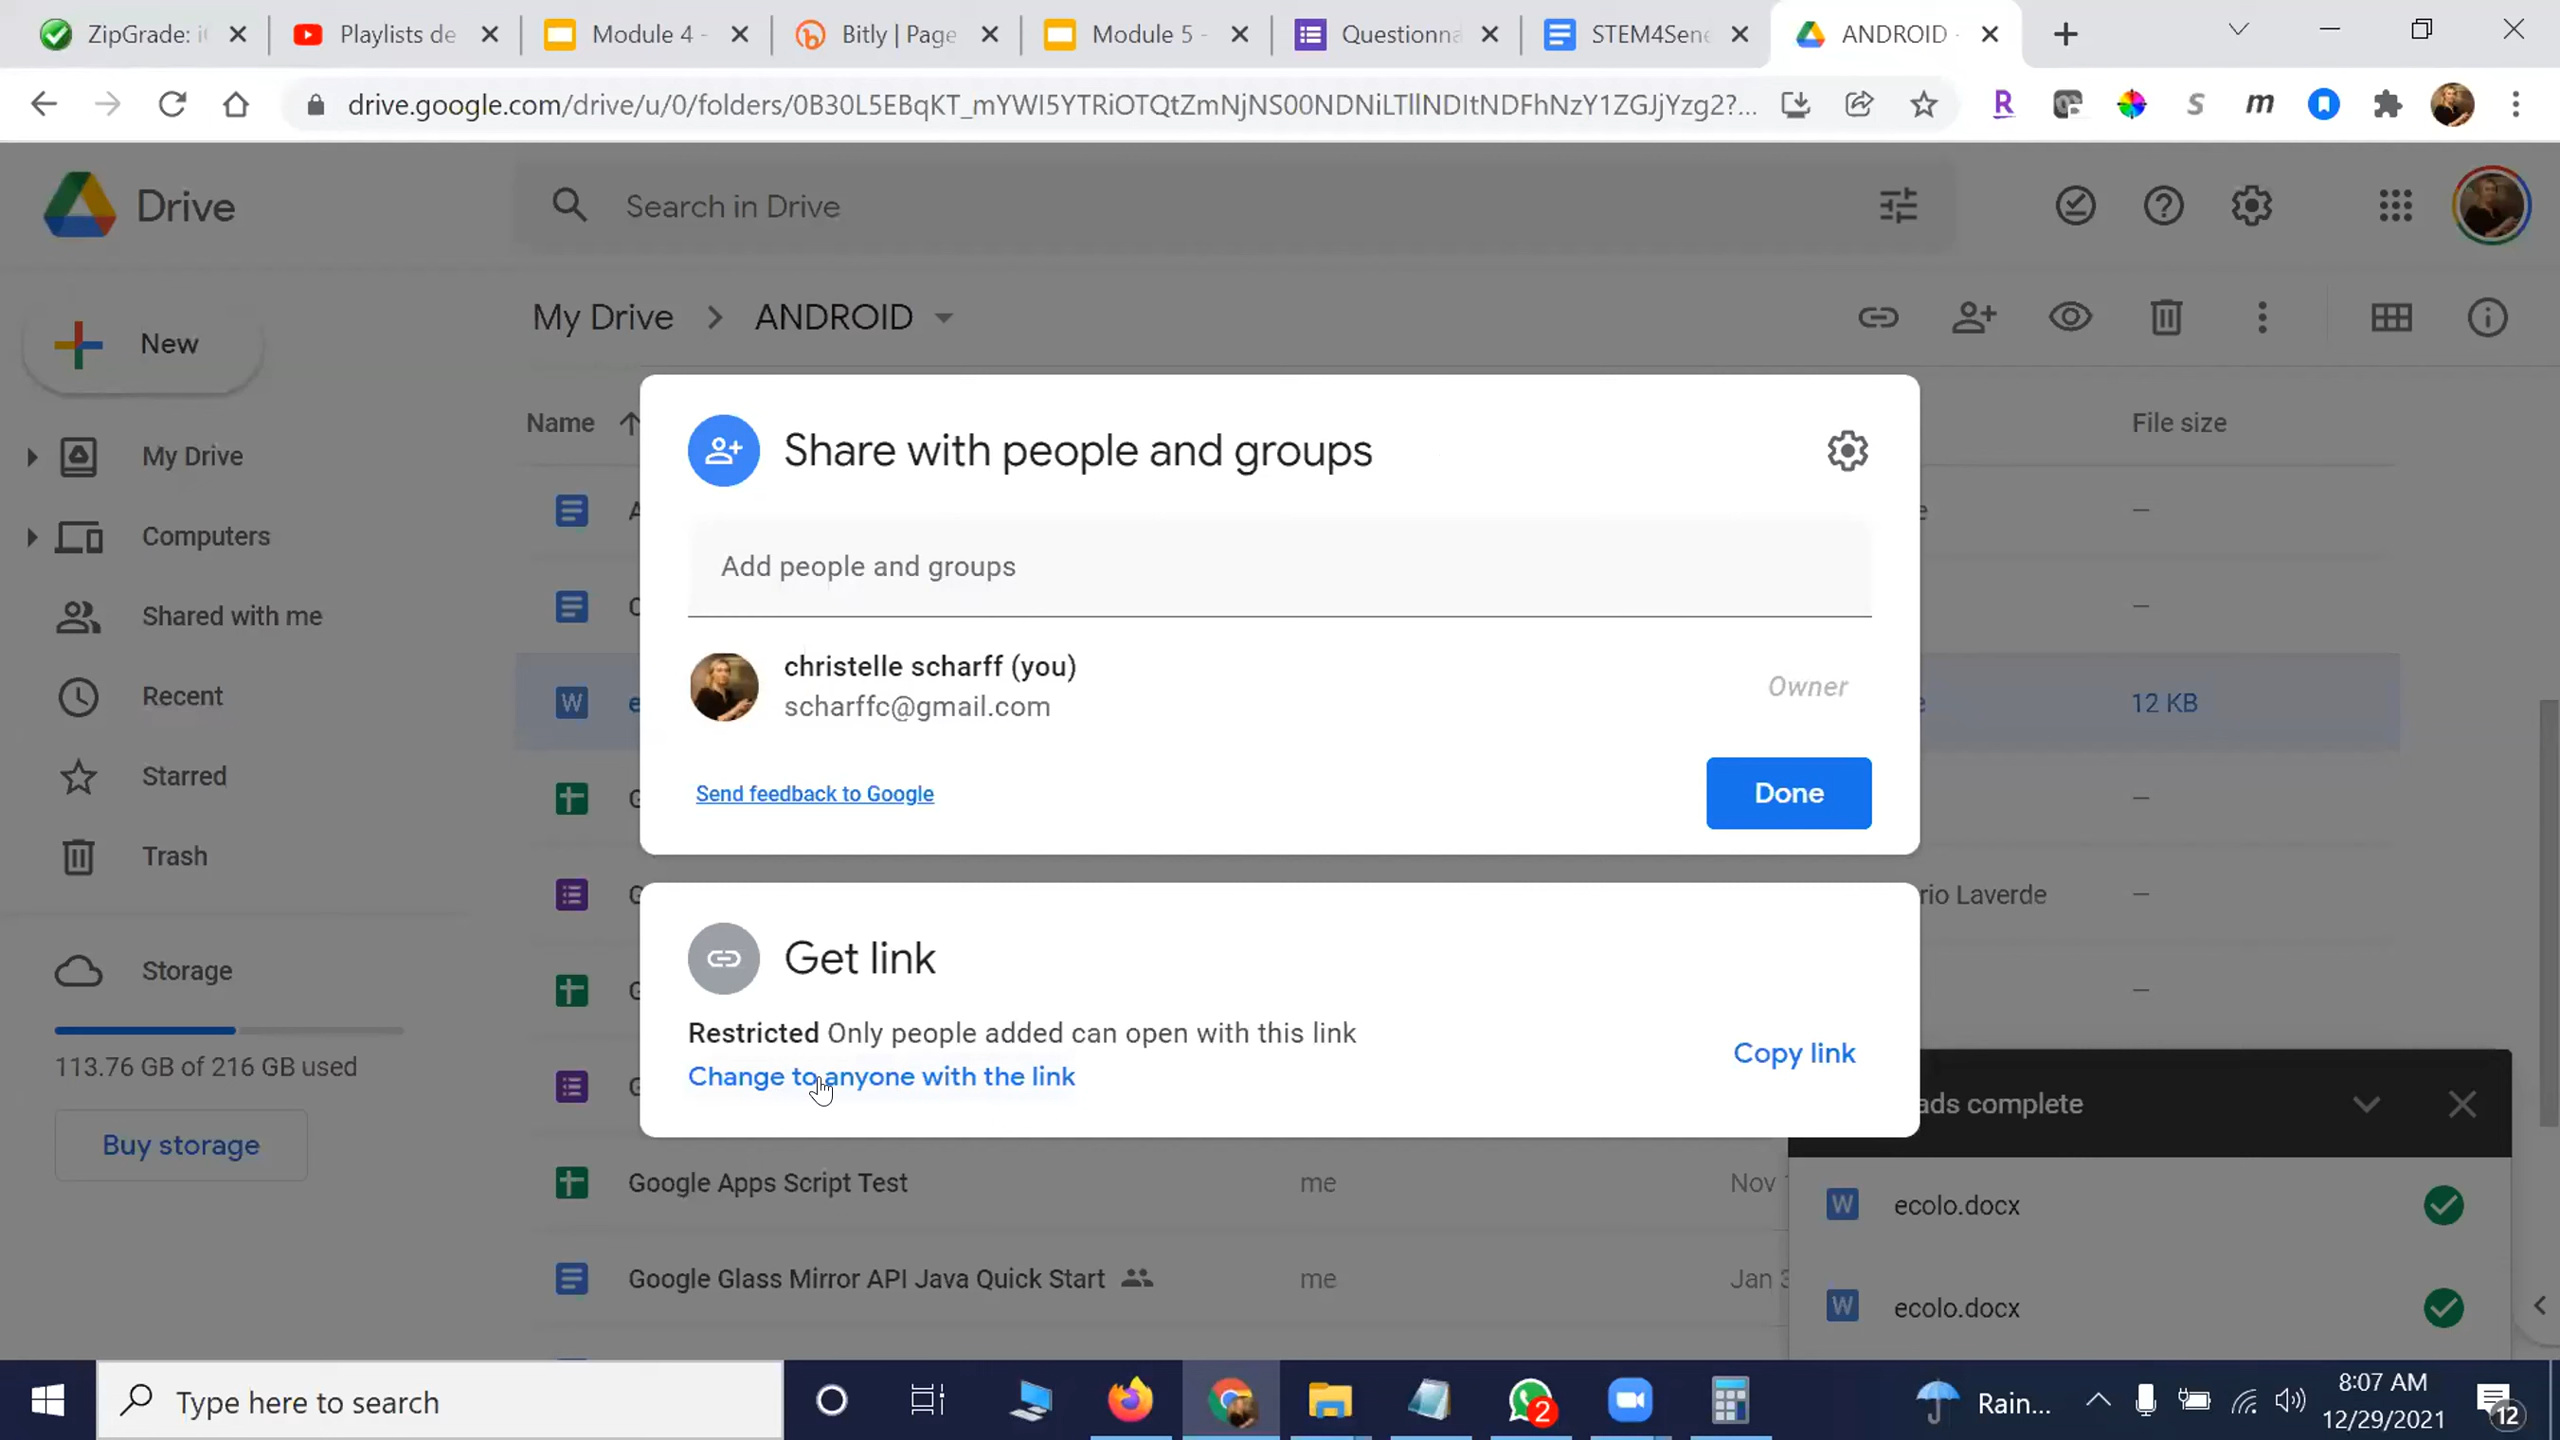 ZipGrade: i
Playlists de
Module 4 -
Bitly | Page
Module 5 -
Questionna
STEM4Sene
ANDROID -
drive.google.com/drive/u/0/folders/0B30L5EBqKT_mYWI5YTRiOTQtZmNjNS00NDNiLTllNDItNDFhNzY1ZGJjYzg2?...
Drive
Search in Drive
New
My Drive > ANDROID
Name
File size
My Drive
Computers
Shared with me
Recent
Starred
Trash
Storage
113.76 GB of 216 GB used
Buy storage
Share with people and groups
Add people and groups
christelle scharff (you)
scharffc@gmail.com
Owner
Send feedback to Google
Done
12 KB
rio Laverde
Get link
Restricted Only people added can open with this link
Change to anyone with the link
Copy link
ads complete
Google Apps Script Test me Nov
Google Glass Mirror API Java Quick Start me Jan 3
ecolo.docx
ecolo.docx
Type here to search
2
Rain...
8:07 AM
12/29/2021
12